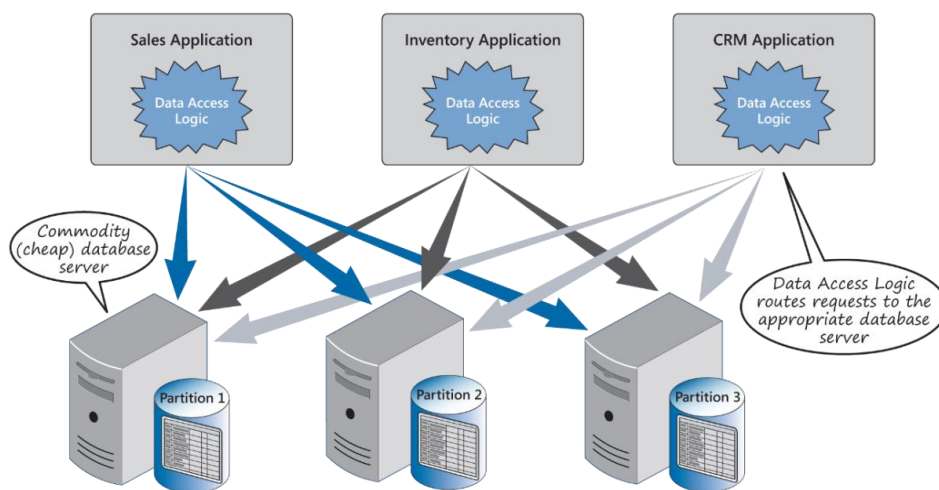 Sales Application
Inventory Application
CRM Application
Data Access
Logic
Data Access
Logic
Data Access
Logic
Commodity
(cheap) database
server
Data Access Logic
routes requests to the
appropriate database
server
Partition 1
Partition 2
Partition 3